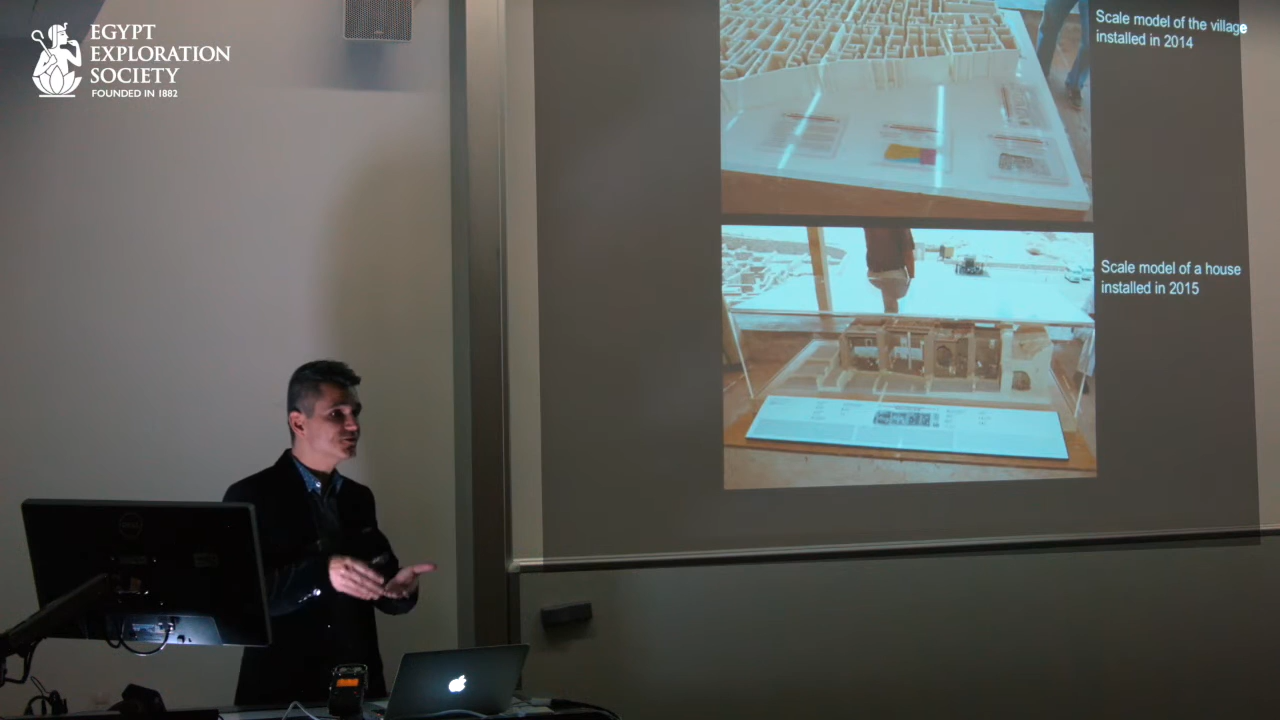 EGYPT
EXPLORATION
SOCIETY
FOUNDED IN 1882
Scale model of the village
installed in 2014
Scale model of a house
installed in 2015
DELL